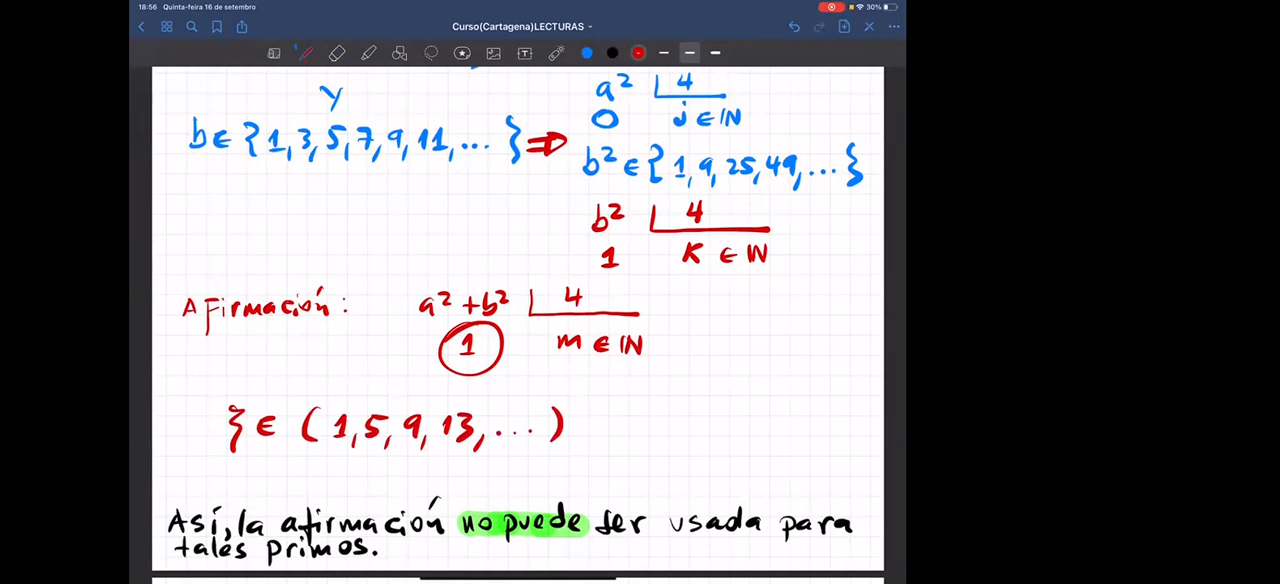 18:56 Quinta-feira 16 de setembro
30%
Curso(Cartagena)LECTURAS
a² 4
y
0 j ∈ IN
b ∈ {1, 3, 5, 7, 9, 11, ... } ⇒
b² ∈ {1, 9, 25, 49, ... }
b² 4
1 K ∈ IN
Afirmación: a² + b² 4
1 m ∈ IN
} ∈ (1, 5, 9, 13, ... )
Así, la afirmación no puede ser usada para
tales primos.